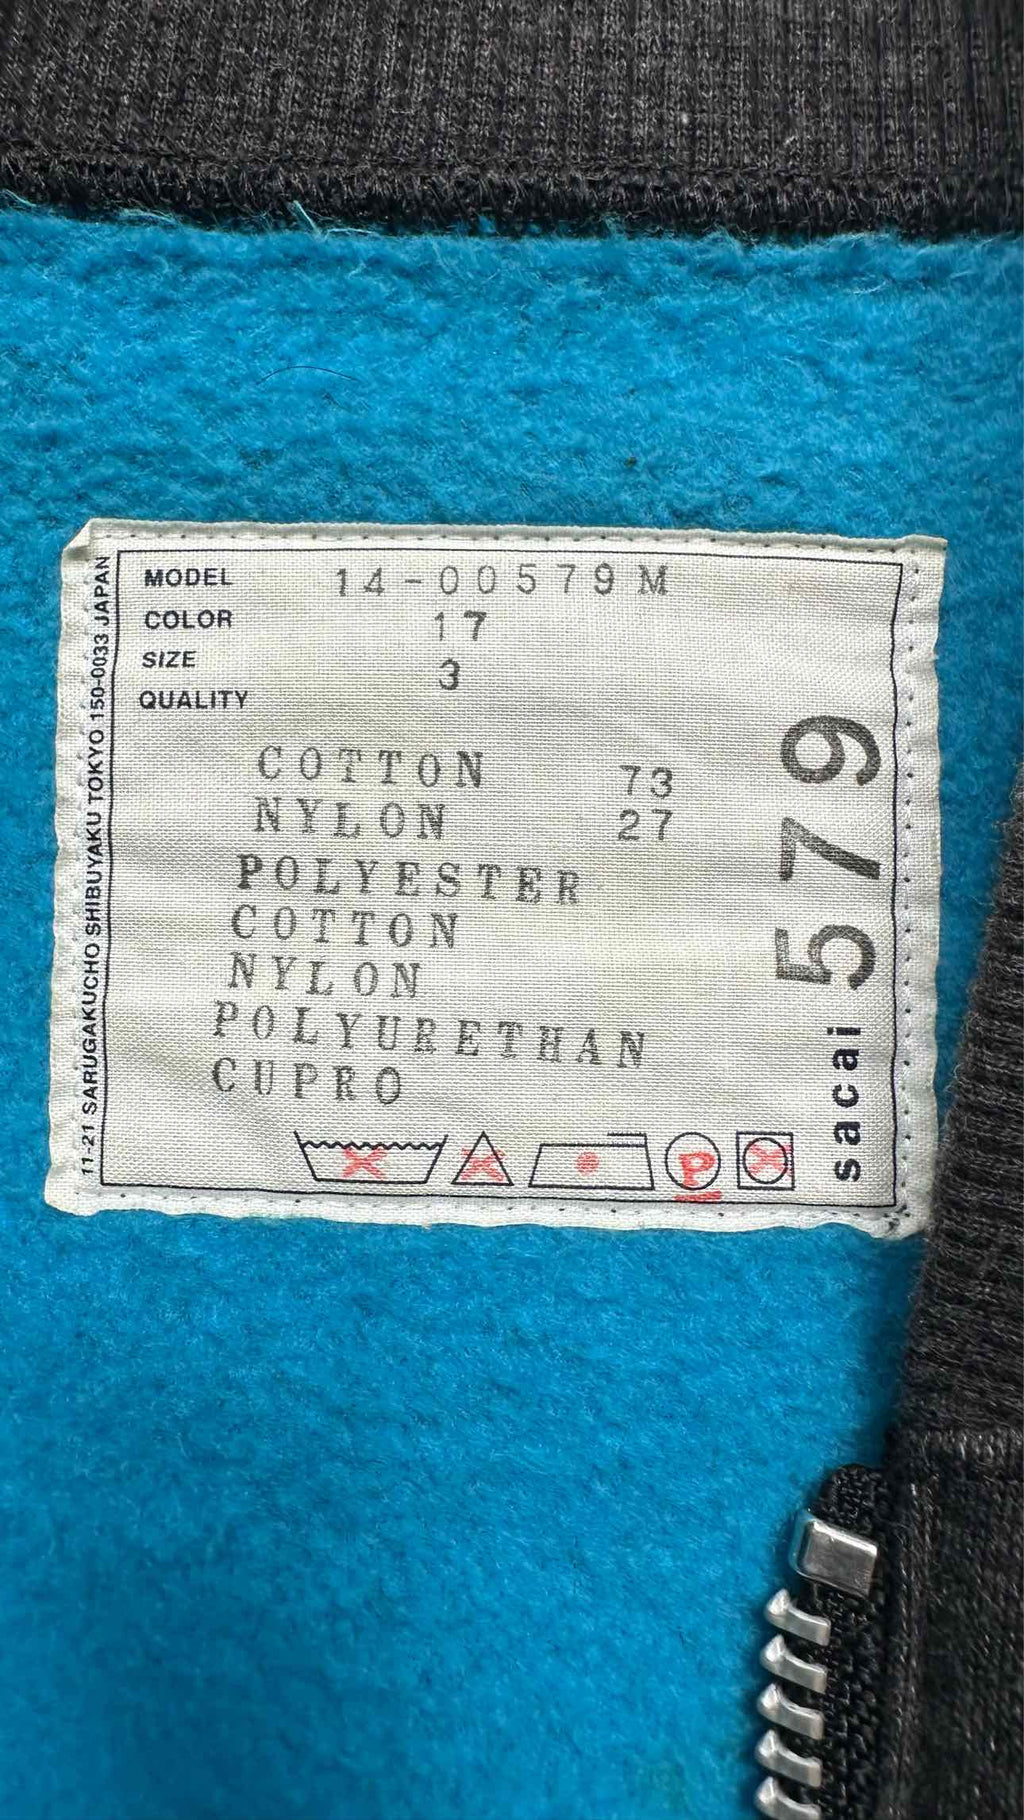 MODEL 14-00579M
COLOR 17
SIZE 3
QUALITY
COTTON 73
NYLON 27
POLYESTER
COTTON
NYLON
POLYURETHAN
CUPRO
P
sacai 579
11-21 SARUGAKUCHO SHIBUYAKU TOKYO 150-0033 JAPAN